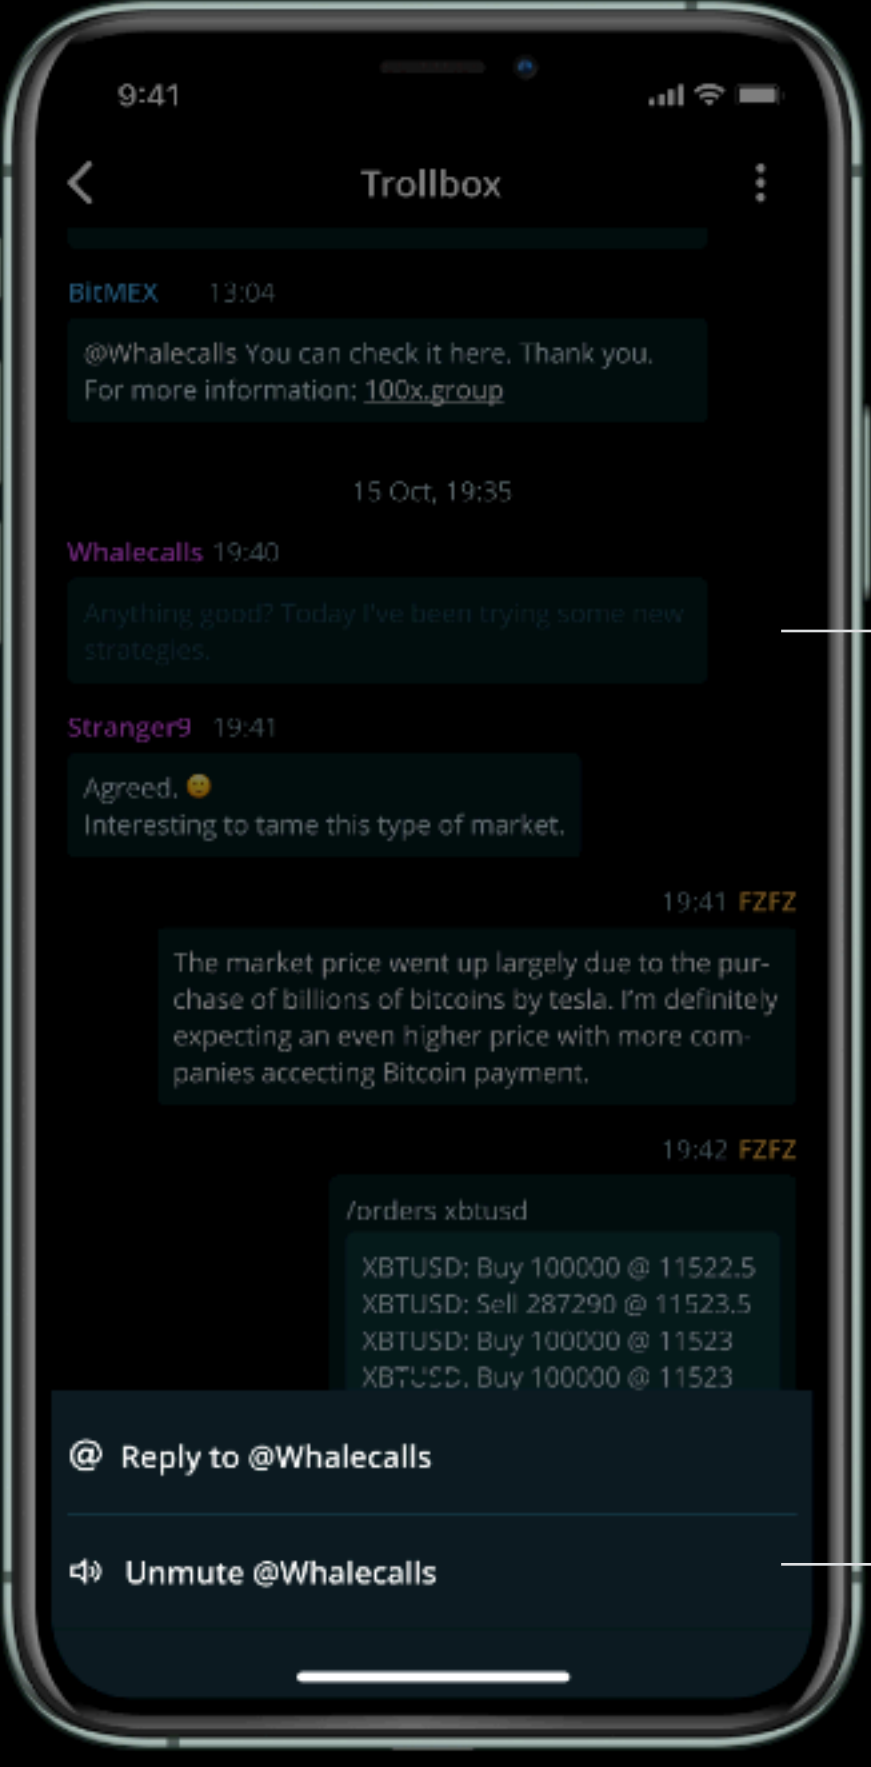 9:41
Trollbox
BitMEX 13:04
@Whalecalls You can check it here. Thank you.
For more information: 100x.group
15 Oct, 19:35
Whalecalls 19:40
Anything good? Today I've been trying some new
strategies.
Stranger9 19:41
Agreed. 🙂
Interesting to tame this type of market.
19:41 FZFZ
The market price went up largely due to the pur-
chase of billions of bitcoins by tesla. I'm definitely
expecting an even higher price with more com-
panies accecting Bitcoin payment.
19:42 FZFZ
/orders xbtusd
XBTUSD: Buy 100000 @ 11522.5
XBTUSD: Sell 287290 @ 11523.5
XBTUSD: Buy 100000 @ 11523
XBTUSD. Buy 100000 @ 11523
@ Reply to @Whalecalls
Unmute @Whalecalls